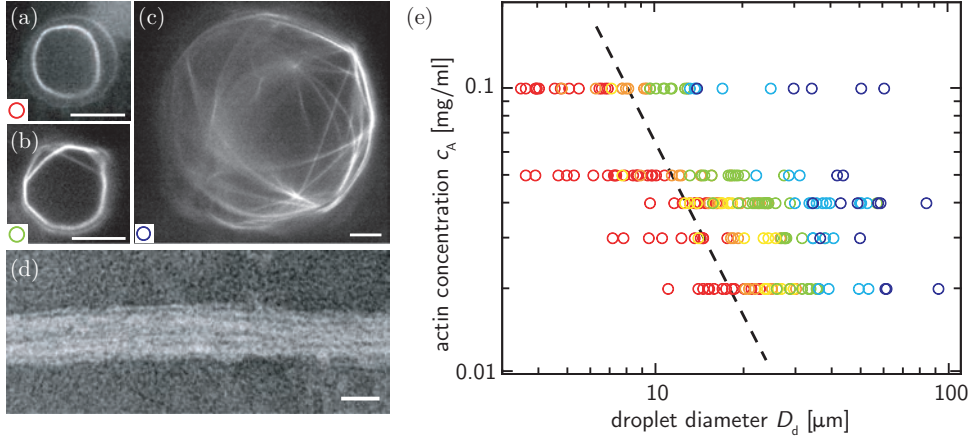 (a)
(b)
(c)
(d)
(e)
actin concentration c_A [mg/ml]
0.1
0.01
10
100
droplet diameter D_d [μm]